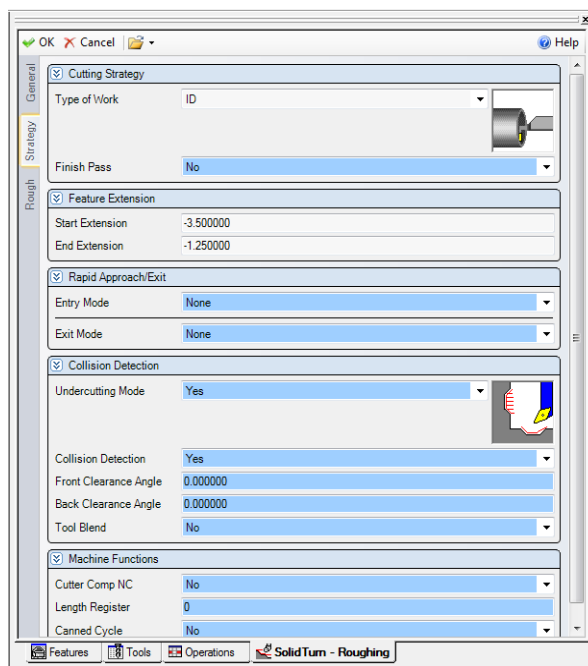 OK Cancel Help
General
Strategy
Rough
Cutting Strategy
Type of Work ID
Finish Pass No
Feature Extension
Start Extension -3.500000
End Extension -1.250000
Rapid Approach/Exit
Entry Mode None
Exit Mode None
Collision Detection
Undercutting Mode Yes
Collision Detection Yes
Front Clearance Angle 0.000000
Back Clearance Angle 0.000000
Tool Blend No
Machine Functions
Cutter Comp NC No
Length Register 0
Canned Cycle No
Features Tools Operations SolidTurn - Roughing